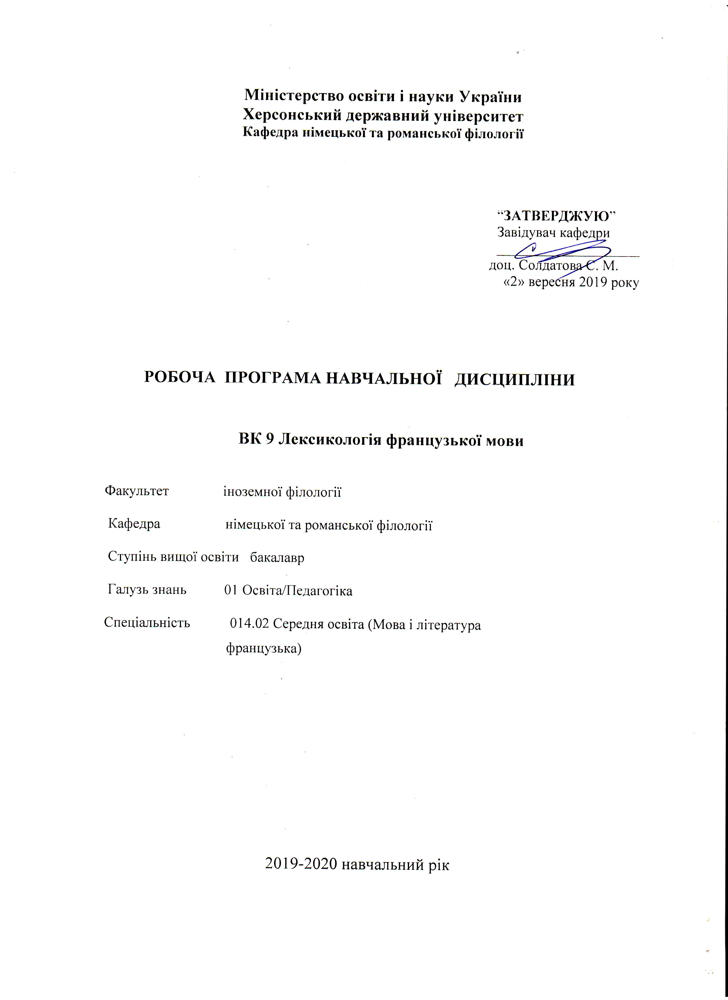 Міністерство освіти і науки України
Херсонський державний університет
Кафедра німецької та романської філології
“ЗАТВЕРДЖУЮ”
Завідувач кафедри
доц. Солдатова С. М.
«2» вересня 2019 року
РОБОЧА ПРОГРАМА НАВЧАЛЬНОЇ ДИСЦИПЛІНИ
ВК 9 Лексикологія французької мови
Факультет іноземної філології
Кафедра німецької та романської філології
Ступінь вищої освіти бакалавр
Галузь знань 01 Освіта/Педагогіка
Спеціальність 014.02 Середня освіта (Мова і література
французька)
2019-2020 навчальний рік